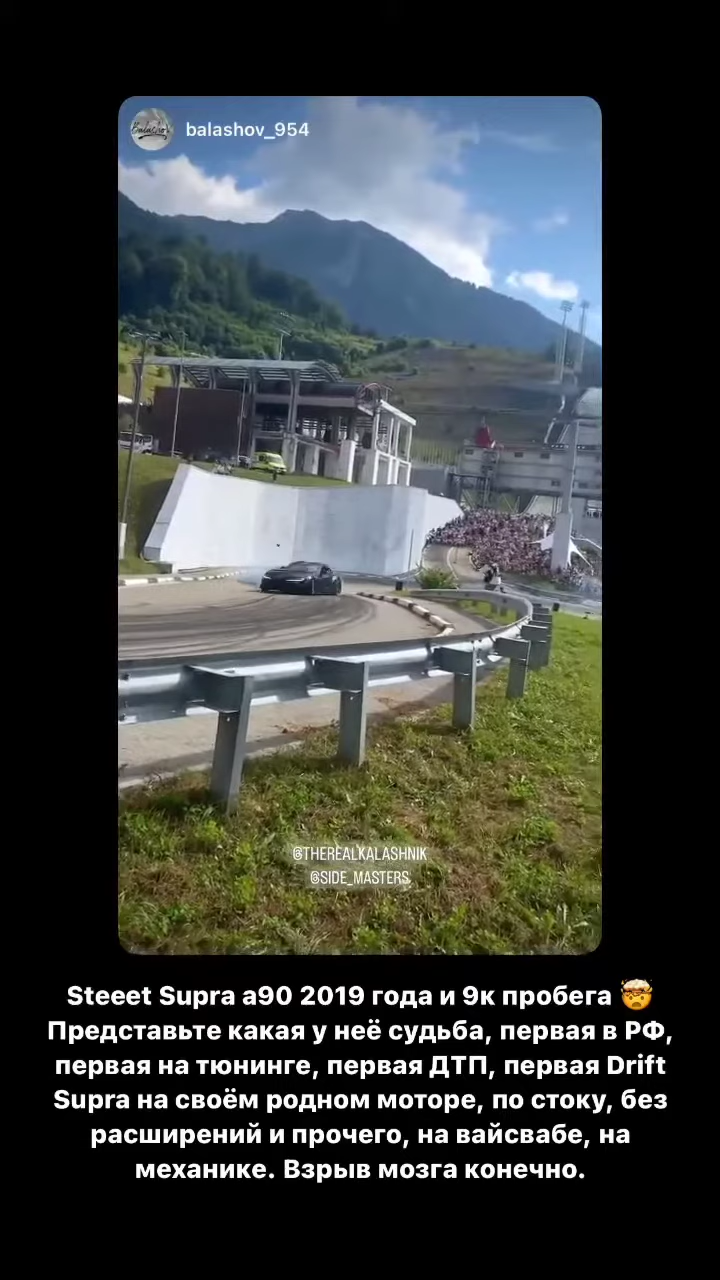 Balashov
balashov_954
@THEREALKALASHNIK
@SIDE_MASTERS
Steeet Supra a90 2019 года и 9к пробега 🤯
Представьте какая у неё судьба, первая в РФ,
первая на тюнинге, первая ДТП, первая Drift
Supra на своём родном моторе, по стоку, без
расширений и прочего, на вайсвабе, на
механике. Взрыв мозга конечно.